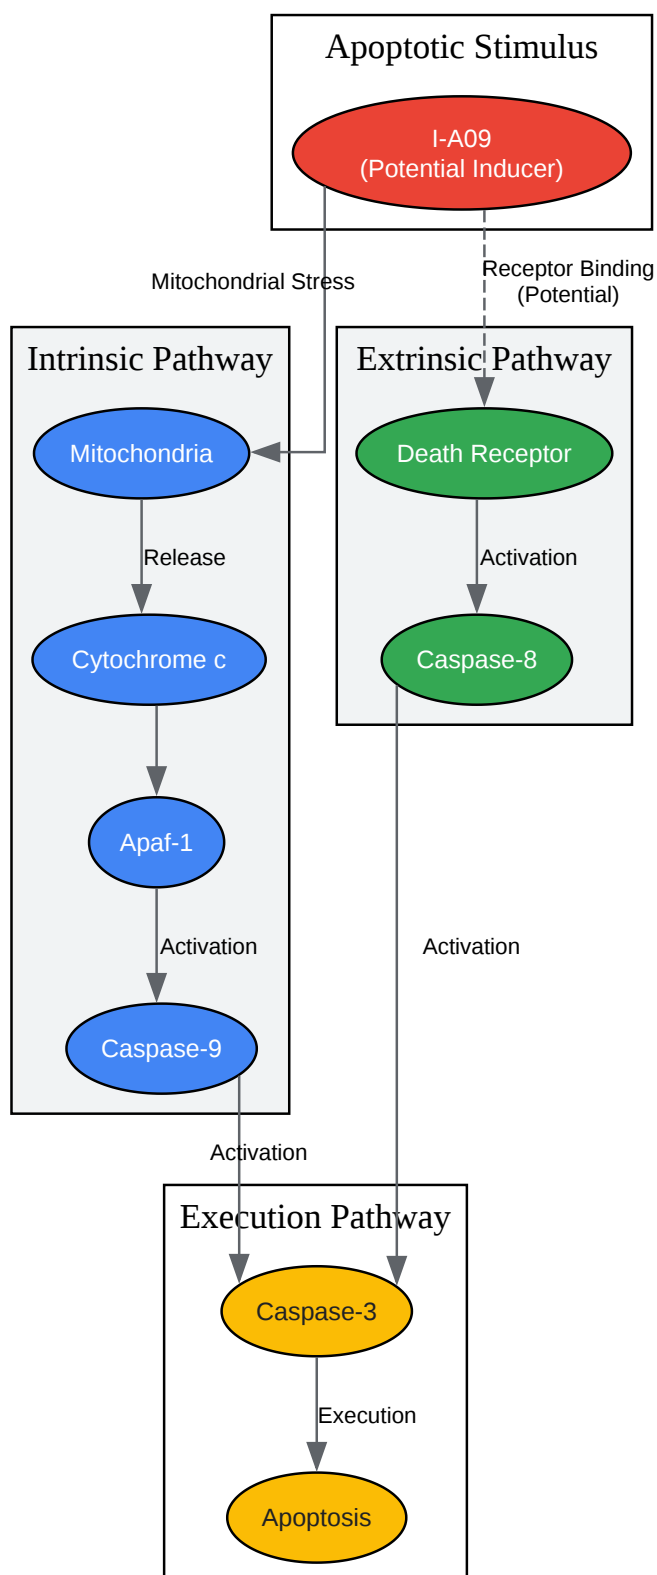 Apoptotic Stimulus
I-A09
(Potential Inducer)
Mitochondrial Stress
Receptor Binding
(Potential)
Intrinsic Pathway
Extrinsic Pathway
Mitochondria
Death Receptor
Release
Activation
Cytochrome c
Caspase-8
Apaf-1
Activation
Activation
Caspase-9
Activation
Execution Pathway
Caspase-3
Execution
Apoptosis